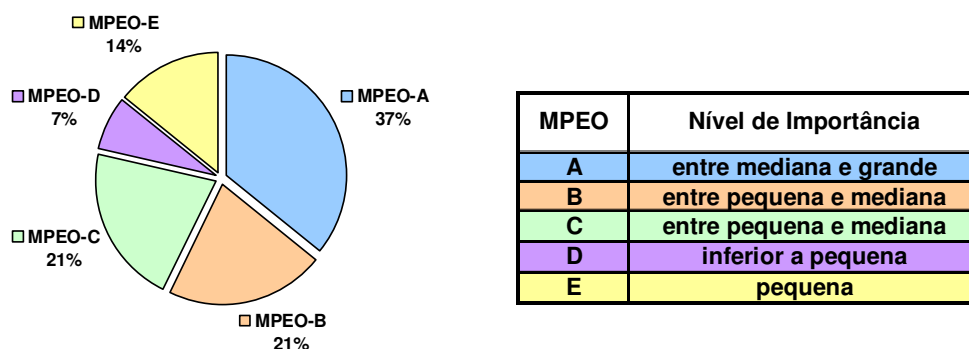 MPEO-E
14%
MPEO-A
37%
MPEO-D
7%
MPEO-C
21%
MPEO-B
21%
MPEO Nível de Importância
A entre mediana e grande
B entre pequena e mediana
C entre pequena e mediana
D inferior a pequena
E pequena